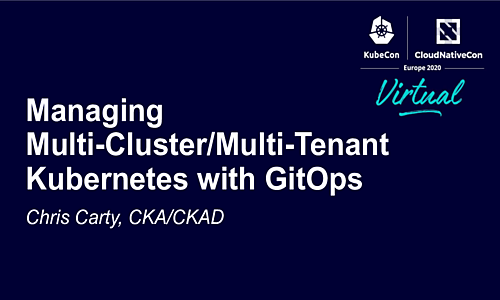 KubeCon
CloudNativeCon
Europe 2020
Virtual
Managing
Multi-Cluster/Multi-Tenant
Kubernetes with GitOps
Chris Carty, CKA/CKAD